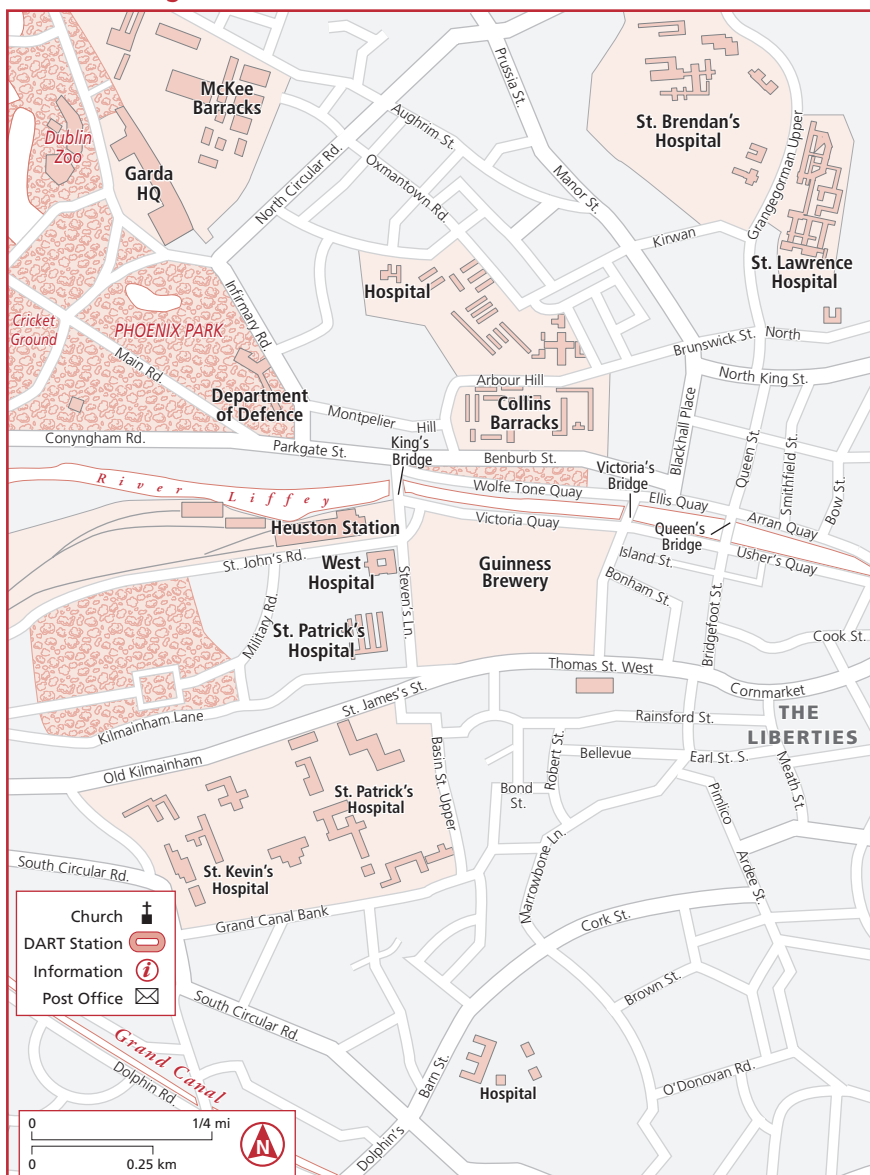 McKee
Barracks
Dublin
Zoo
Garda
HQ
Prussia St.
Aughrim St.
Oxmantown Rd.
North Circular Rd.
Manor St.
St. Brendan's
Hospital
Grangegorman Upper
Kirwan
St. Lawrence
Hospital
Hospital
Infirmary Rd.
Cricket
Ground
PHOENIX PARK
Main Rd.
Brunswick St. North
North King St.
Arbour Hill
Collins
Barracks
Department
of Defence
Montpelier Hill
Blackhall Place
Queen St.
Smithfield St.
Bow St.
Conyngham Rd.
Parkgate St.
King's
Bridge
Benburb St.
Victoria's
Bridge
River Liffey
Wolfe Tone Quay
Ellis Quay
Arran Quay
Heuston Station
Victoria Quay
Queen's
Bridge
Usher's Quay
St. John's Rd.
West
Hospital
Steven's Ln.
Guinness
Brewery
Island St.
Bonham St.
Bridgefoot St.
Cook St.
Military Rd.
St. Patrick's
Hospital
Thomas St. West
Cornmarket
Kilmainham Lane
St. James's St.
Rainsford St.
THE
LIBERTIES
Old Kilmainham
Basin St. Upper
Robert St.
Bellevue
Earl St. S.
Meath St.
St. Patrick's
Hospital
Bond
St.
Pimlico
South Circular Rd.
St. Kevin's
Hospital
Marrowbone Ln.
Ardee St.
Grand Canal Bank
Cork St.
Church
DART Station
Information i
Post Office
Brown St.
South Circular Rd.
Grand Canal
Dolphin Rd.
Dolphin's Barn St.
Hospital
O'Donovan Rd.
0 1/4 mi
0 0.25 km
N